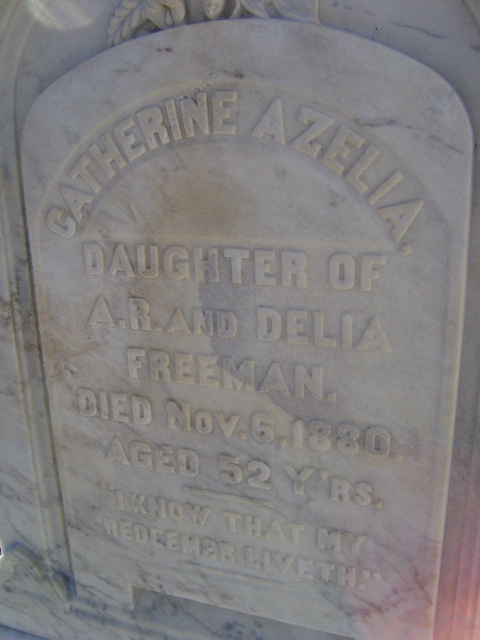 CATHERINE AZELIA,
DAUGHTER OF
A.R. AND DELIA
FREEMAN.
DIED NOV. 6, 1880.
AGED 52 Y'RS.
"I KNOW THAT MY
REDEEMER LIVETH."